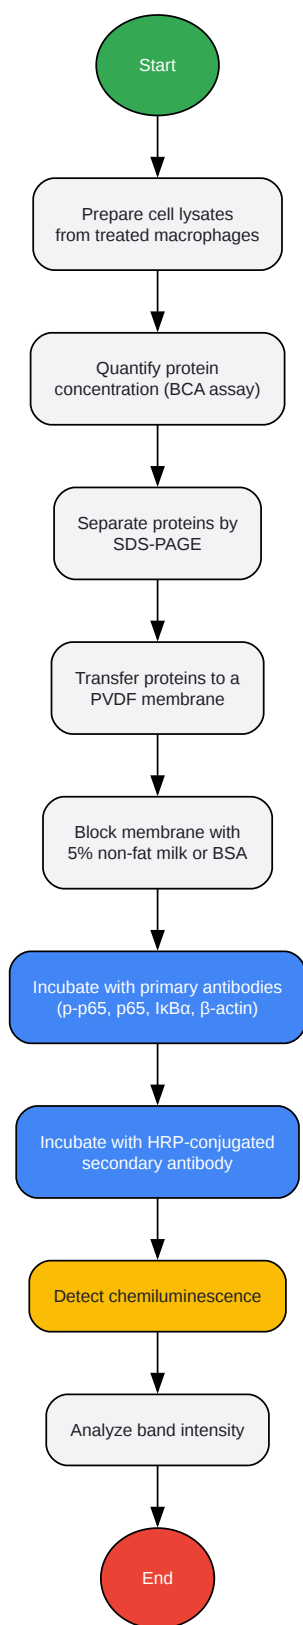 Start
Prepare cell lysates
from treated macrophages
Quantify protein
concentration (BCA assay)
Separate proteins by
SDS-PAGE
Transfer proteins to a
PVDF membrane
Block membrane with
5% non-fat milk or BSA
Incubate with primary antibodies
(p-p65, p65, IκBα, β-actin)
Incubate with HRP-conjugated
secondary antibody
Detect chemiluminescence
Analyze band intensity
End